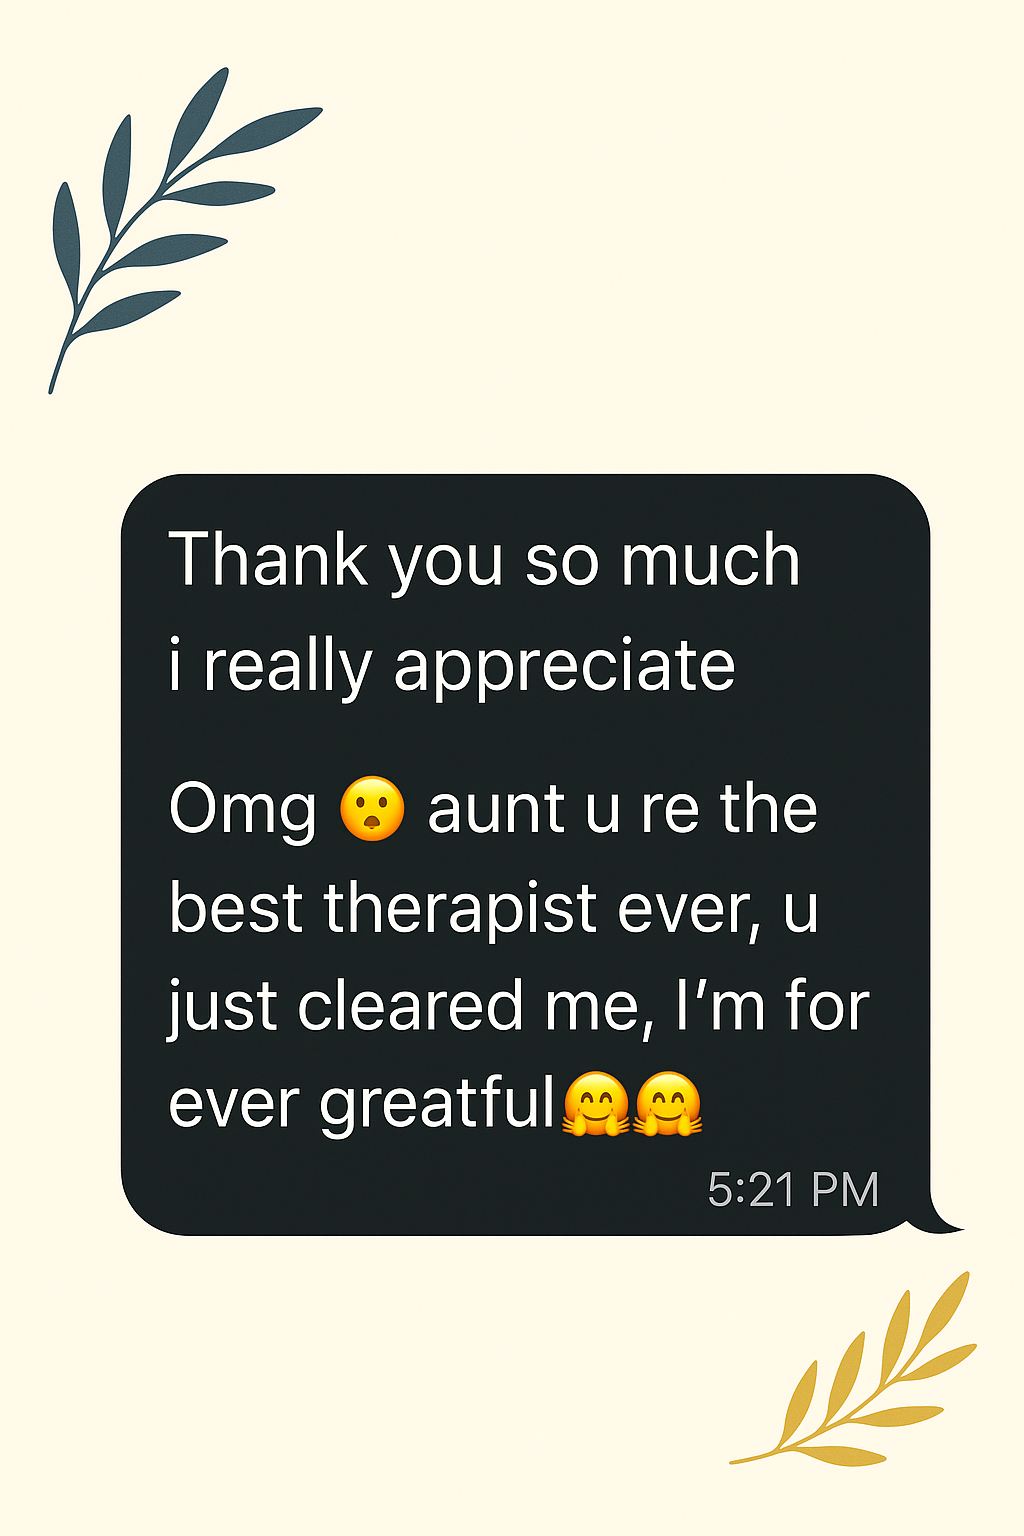 Thank you so much
i really appreciate
Omg 😮 aunt u re the
best therapist ever, u
just cleared me, I’m for
ever greatful🤗🤗
5:21 PM